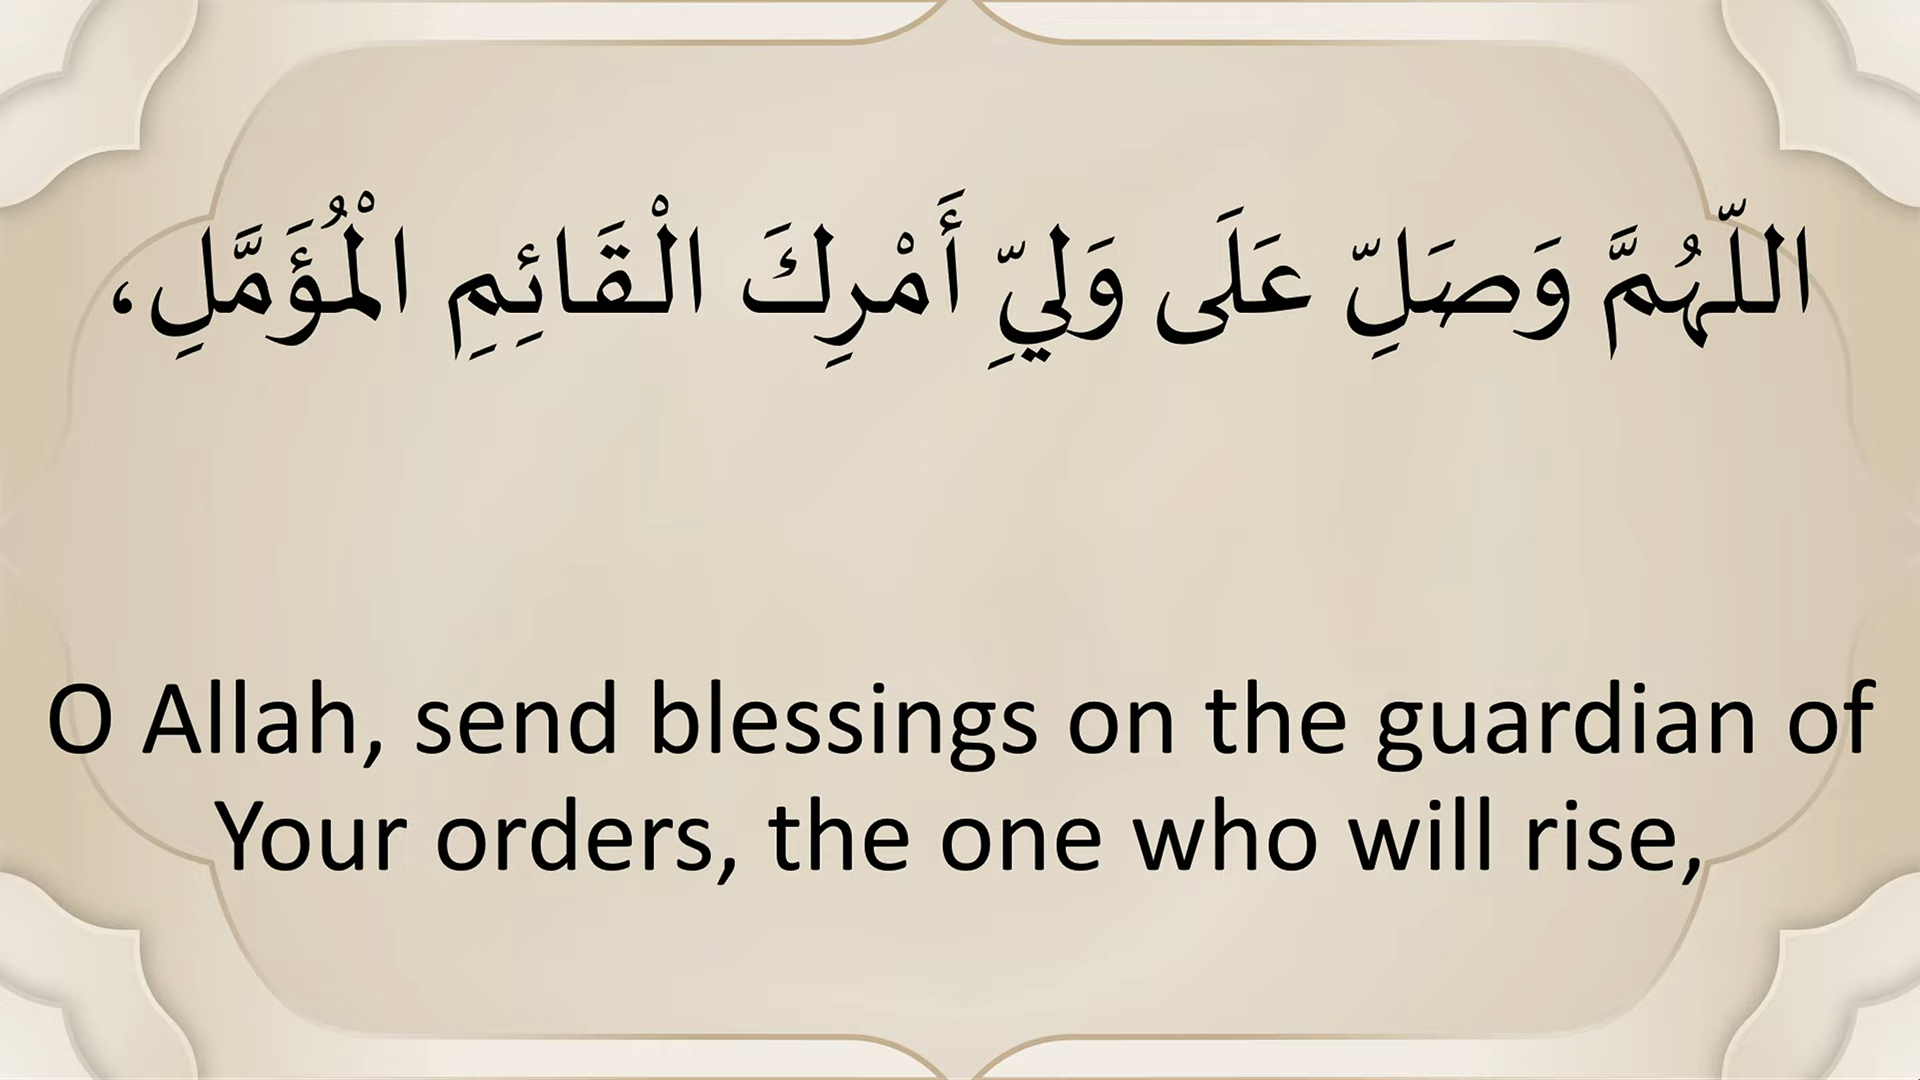 اللّهُمَّ وَصَلِّ عَلَى وَلِيِّ أَمْرِكَ الْقَائِمِ الْمُؤَمَّلِ،
O Allah, send blessings on the guardian of
Your orders, the one who will rise,